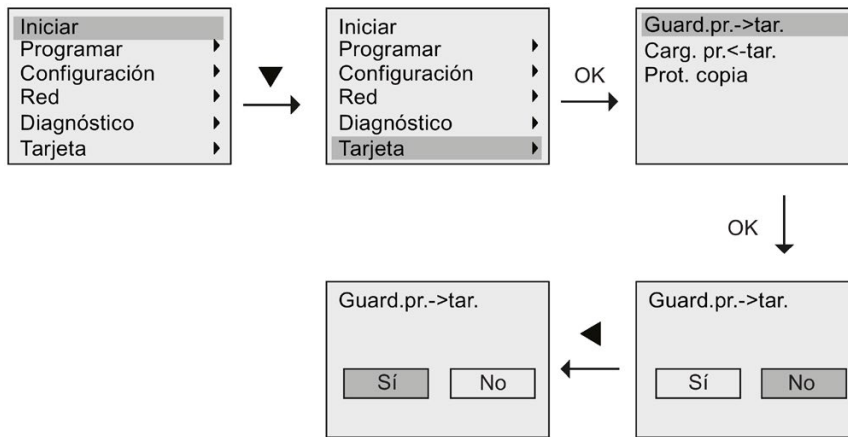 Iniciar
Programar
Configuración
Red
Diagnóstico
Tarjeta
Iniciar
Programar
Configuración
Red
Diagnóstico
Tarjeta
OK
Guard.pr.->tar.
Carg. pr.<-tar.
Prot. copia
OK
Guard.pr.->tar.
Sí No
Guard.pr.->tar.
Sí No